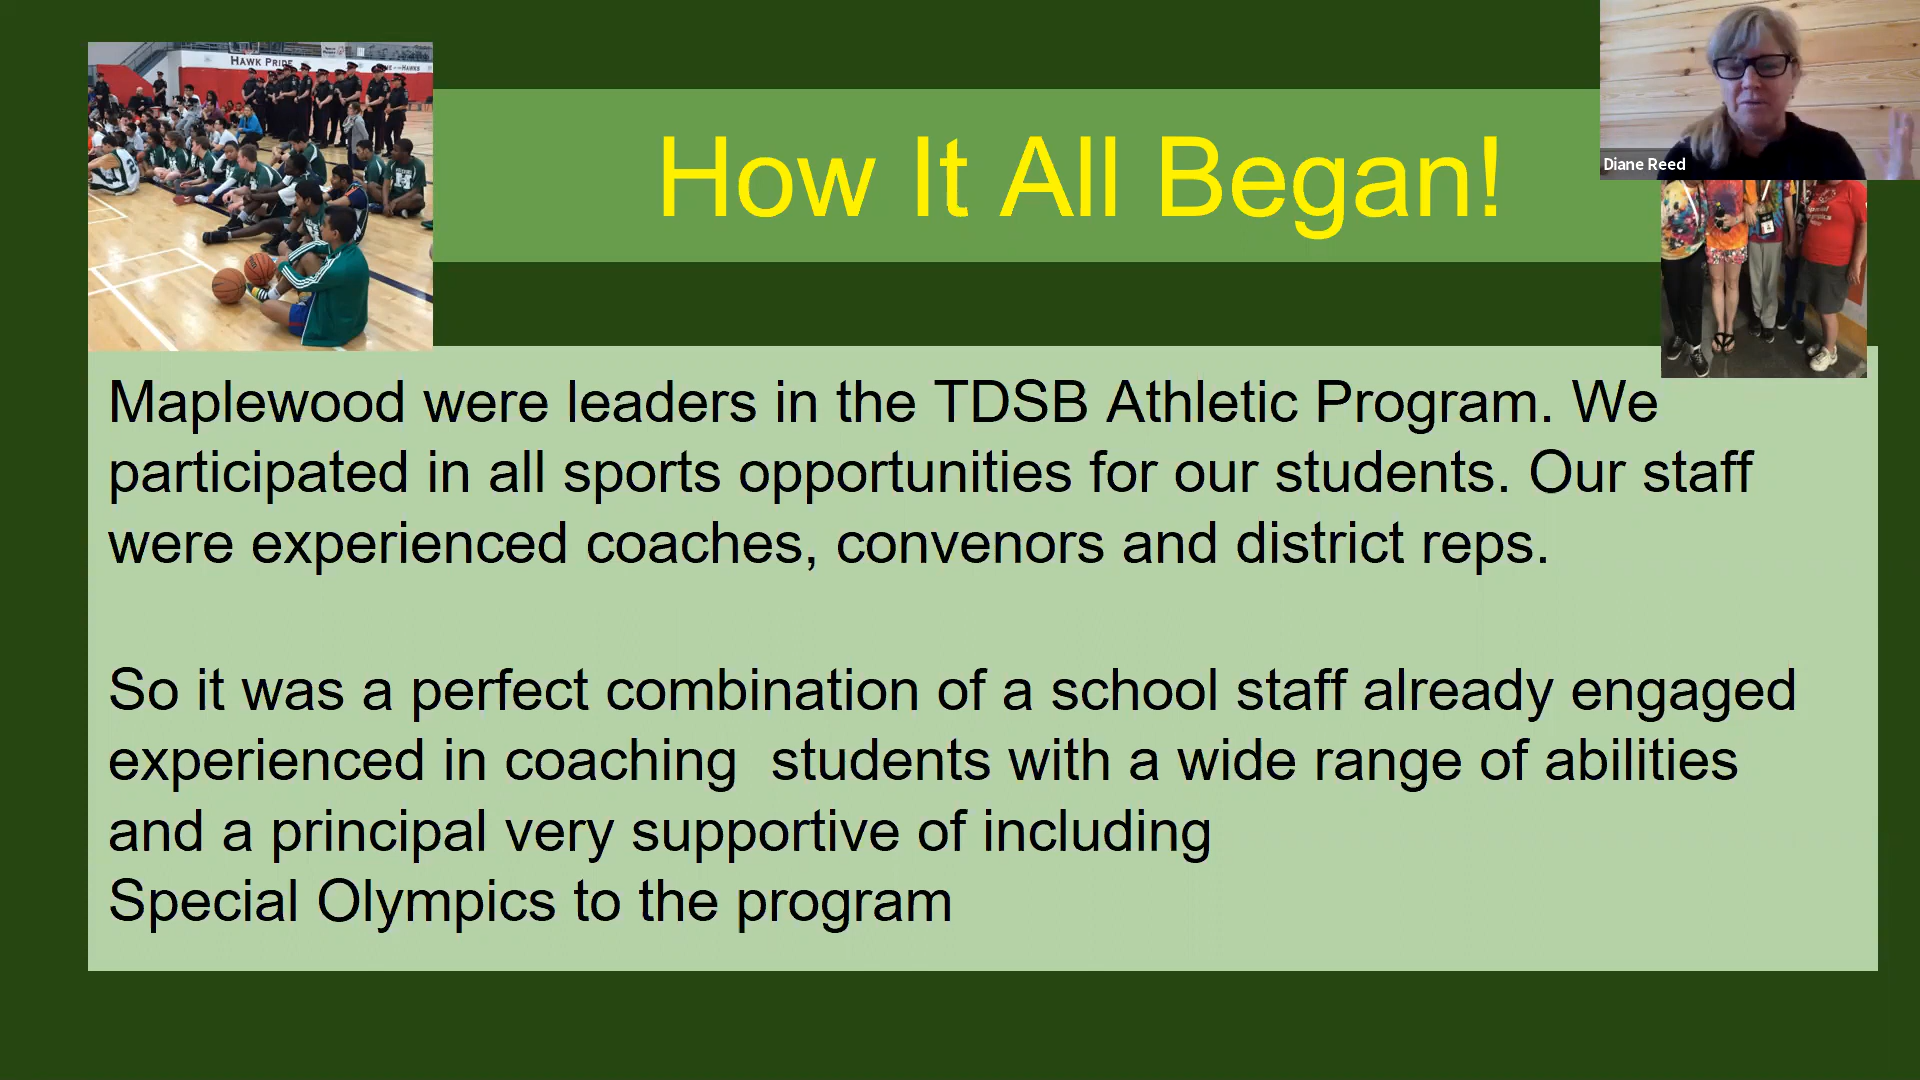 HAWK PRIDE
How It All Began!
Diane Reed
Maplewood were leaders in the TDSB Athletic Program. We
participated in all sports opportunities for our students. Our staff
were experienced coaches, convenors and district reps.
So it was a perfect combination of a school staff already engaged
experienced in coaching  students with a wide range of abilities
and a principal very supportive of including
Special Olympics to the program